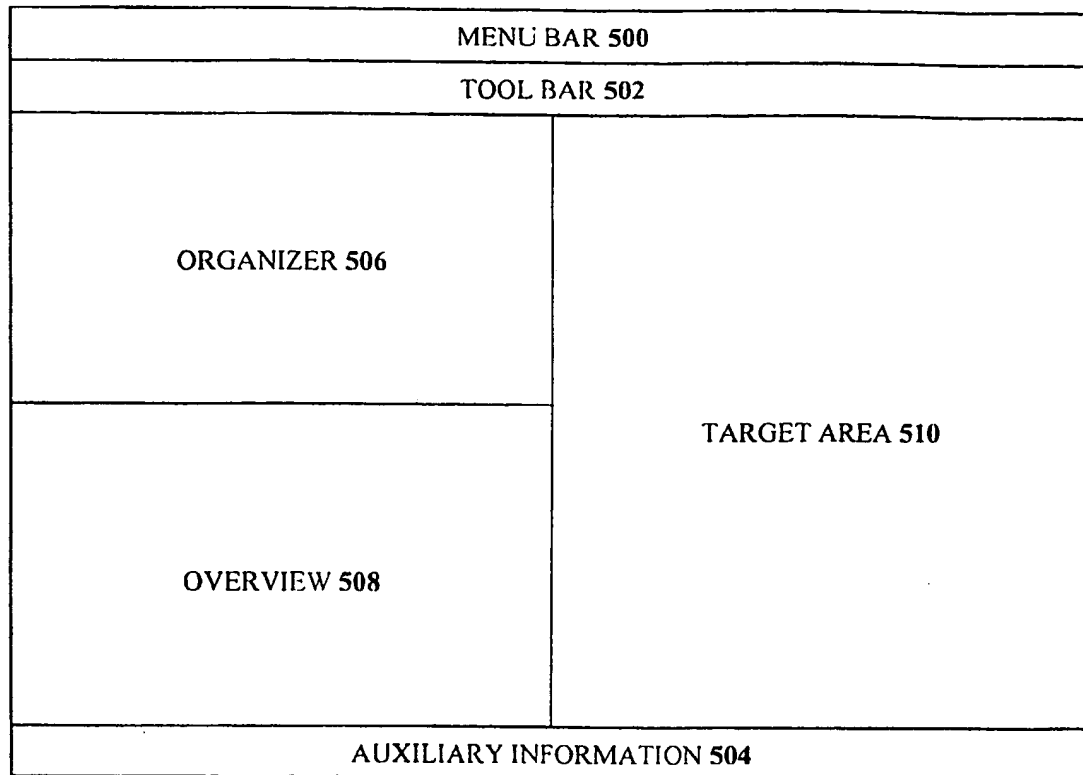 MENU BAR 500
TOOL BAR 502
ORGANIZER 506
TARGET AREA 510
OVERVIEW 508
AUXILIARY INFORMATION 504